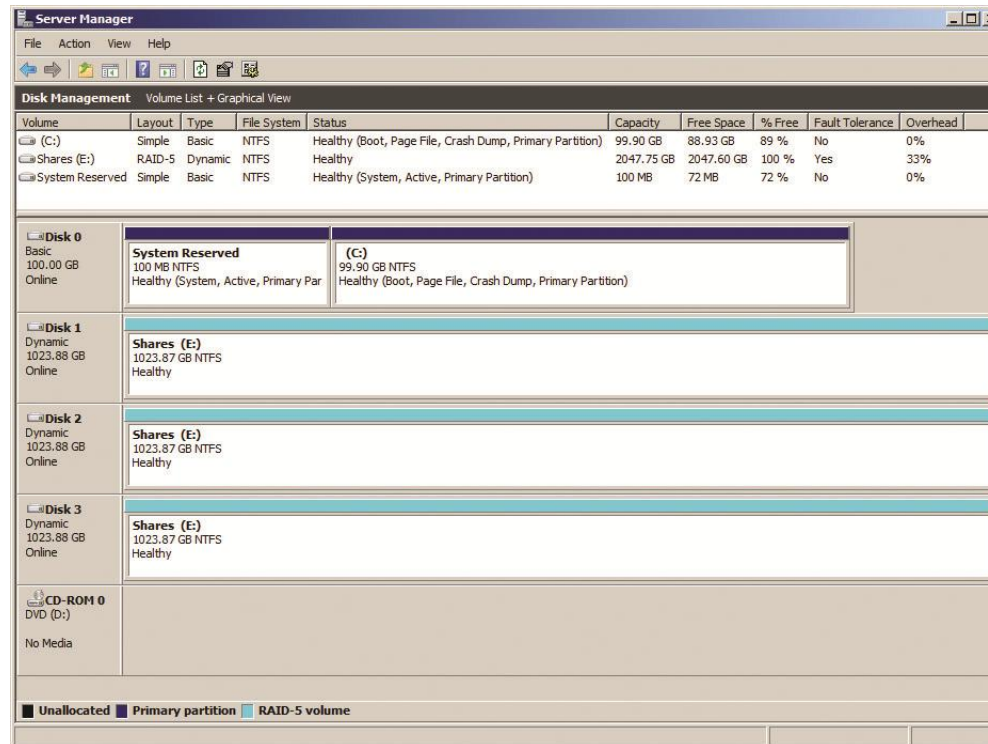 Server Manager
File Action View Help
Disk Management Volume List + Graphical View
Volume Layout Type File System Status Capacity Free Space % Free Fault Tolerance Overhead
(C:) Simple Basic NTFS Healthy (Boot, Page File, Crash Dump, Primary Partition) 99.90 GB 88.93 GB 89 % No 0%
Shares (E:) RAID-5 Dynamic NTFS Healthy 2047.75 GB 2047.60 GB 100 % Yes 33%
System Reserved Simple Basic NTFS Healthy (System, Active, Primary Partition) 100 MB 72 MB 72 % No 0%
Disk 0
Basic
100.00 GB
Online
System Reserved
100 MB NTFS
Healthy (System, Active, Primary Par
(C:)
99.90 GB NTFS
Healthy (Boot, Page File, Crash Dump, Primary Partition)
Disk 1
Dynamic
1023.88 GB
Online
Shares (E:)
1023.87 GB NTFS
Healthy
Disk 2
Dynamic
1023.88 GB
Online
Shares (E:)
1023.87 GB NTFS
Healthy
Disk 3
Dynamic
1023.88 GB
Online
Shares (E:)
1023.87 GB NTFS
Healthy
CD-ROM 0
DVD (D:)
No Media
Unallocated Primary partition RAID-5 volume